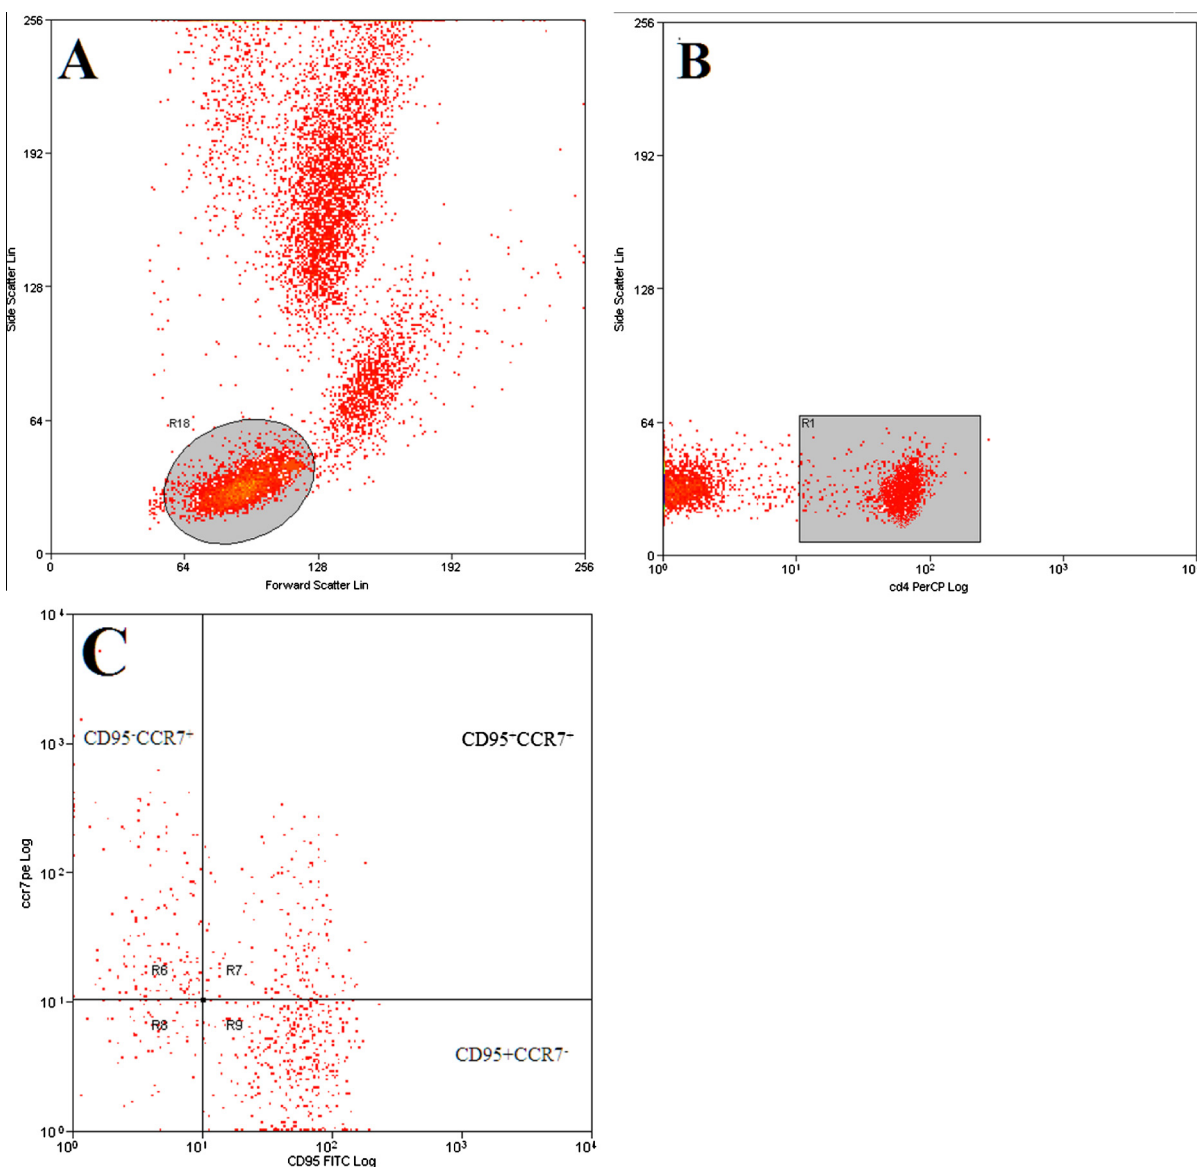 A
256
192
128
64
0
Side Scatter Lin
R18
0
64
128
192
256
Forward Scatter Lin
B
256
192
128
64
0
Side Scatter Lin
R1
10⁰
10¹
10²
10³
10
cd4 PerCP Log
C
10⁴
10³
10²
10¹
10⁰
ccr7 pe Log
CD95⁻CCR7⁺
CD95⁺CCR7⁺
R6
R7
R8
R9
CD95+CCR7⁻
10⁰
10¹
10²
10³
10⁴
CD95 FITC Log